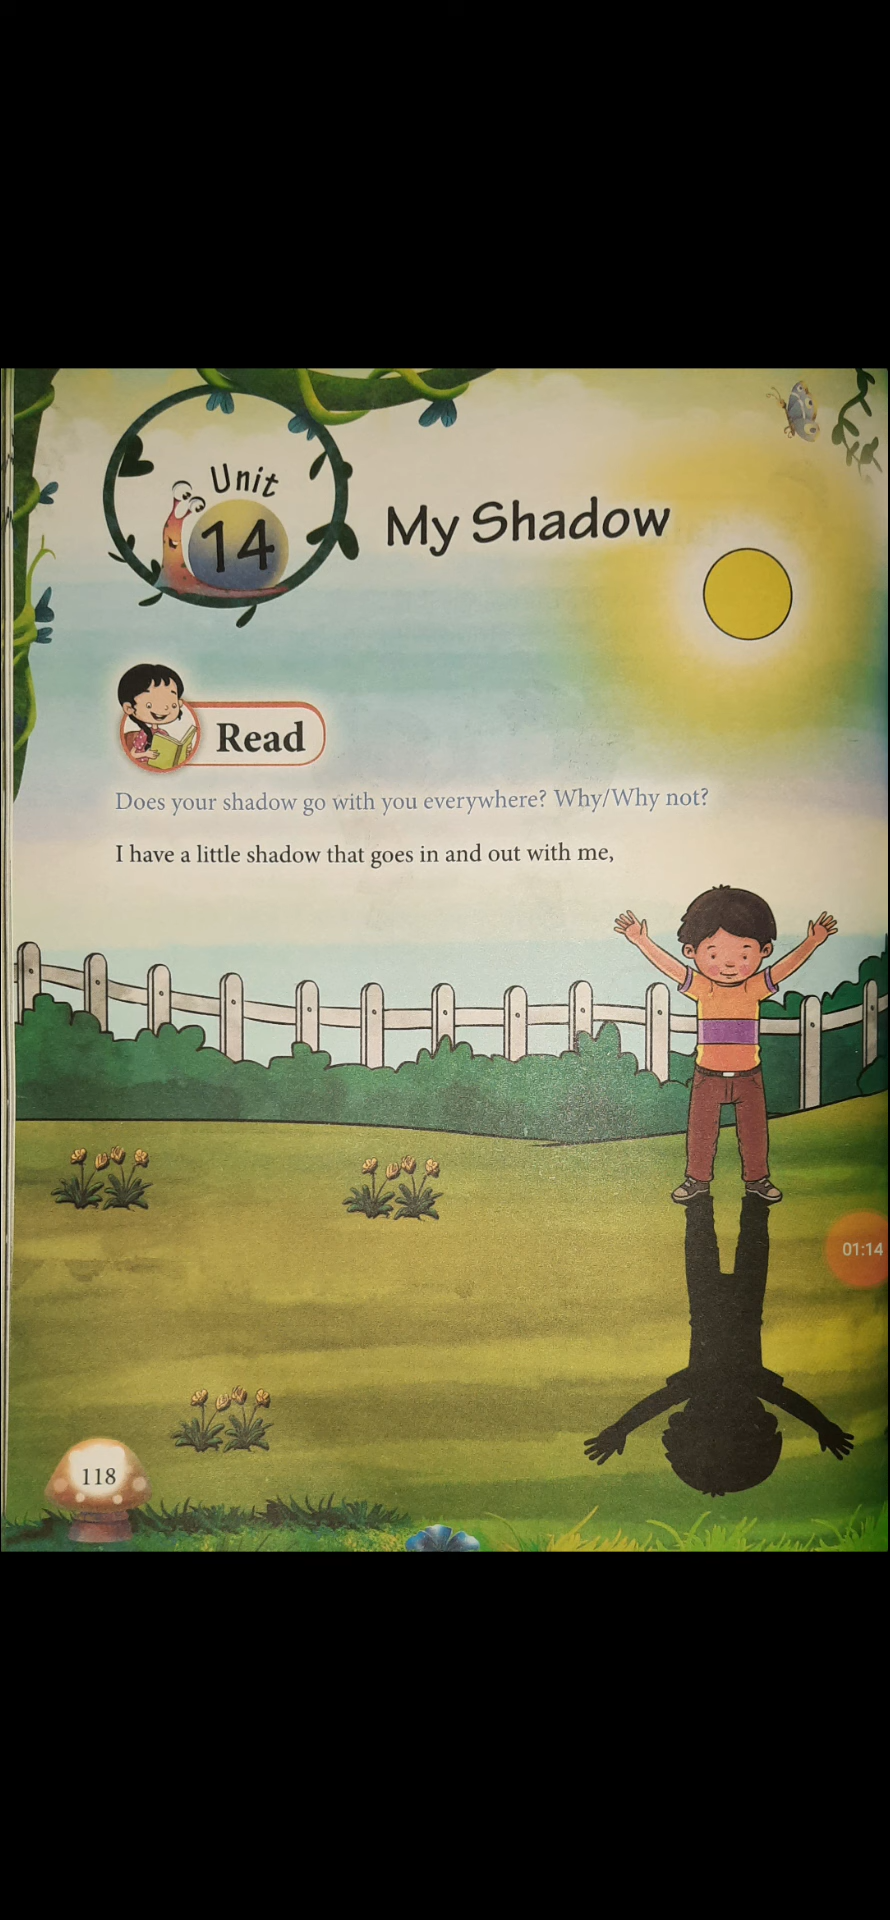 Unit
14
My Shadow
Read
Does your shadow go with you everywhere? Why/Why not?
I have a little shadow that goes in and out with me,
01:14
118